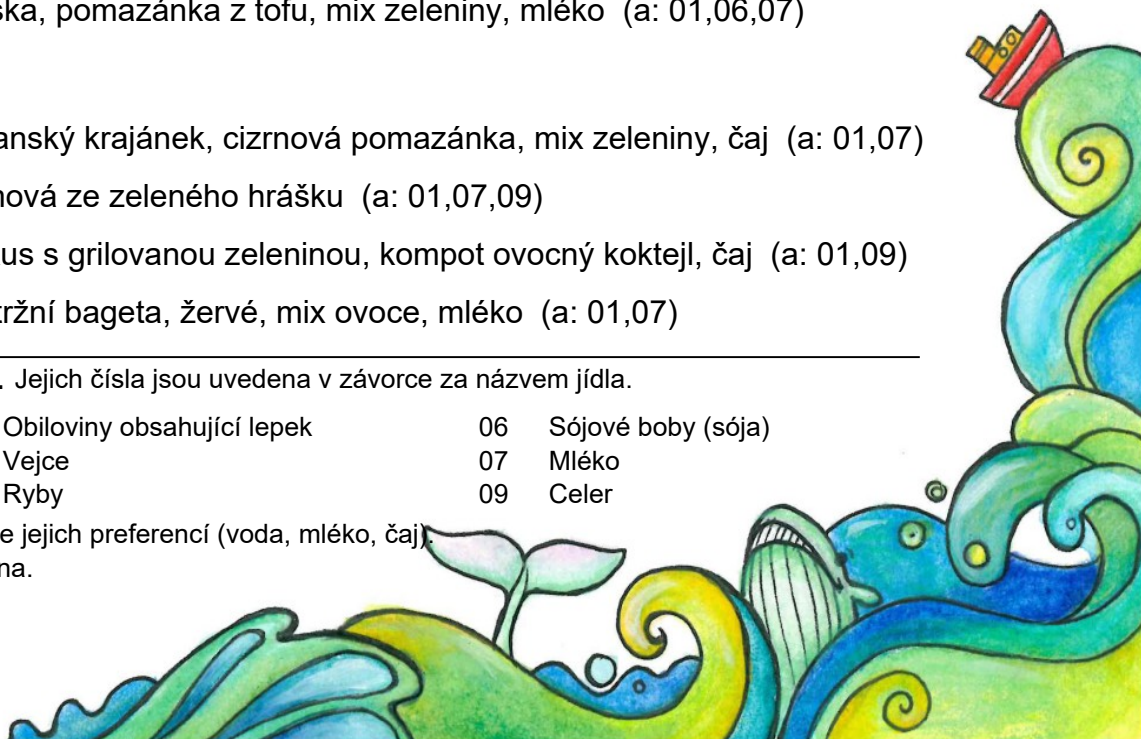 ska, pomazánka z tofu, mix zeleniny, mléko (a: 01,06,07)
anský krajánek, cizrnová pomazánka, mix zeleniny, čaj (a: 01,07)
nová ze zeleného hrášku (a: 01,07,09)
us s grilovanou zeleninou, kompot ovocný koktejl, čaj (a: 01,09)
tržní bageta, žervé, mix ovoce, mléko (a: 01,07)
. Jejich čísla jsou uvedena v závorce za názvem jídla.
Obiloviny obsahující lepek 06 Sójové boby (sója)
Vejce 07 Mléko
Ryby 09 Celer
e jejich preferencí (voda, mléko, čaj).
na.